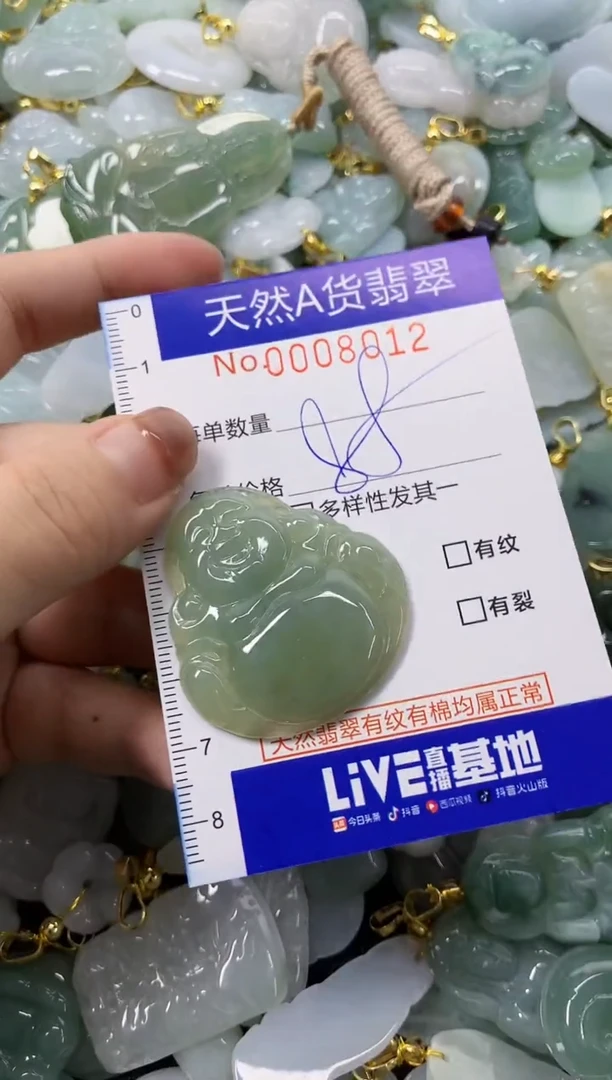 0
天然A货翡翠
1
No.0008012
单数量
价格
多样性发其一
有纹
有裂
天然翡翠有纹有棉均属正常
7
LiVE直播基地
8
今日头条 抖音 西瓜视频 抖音火山版